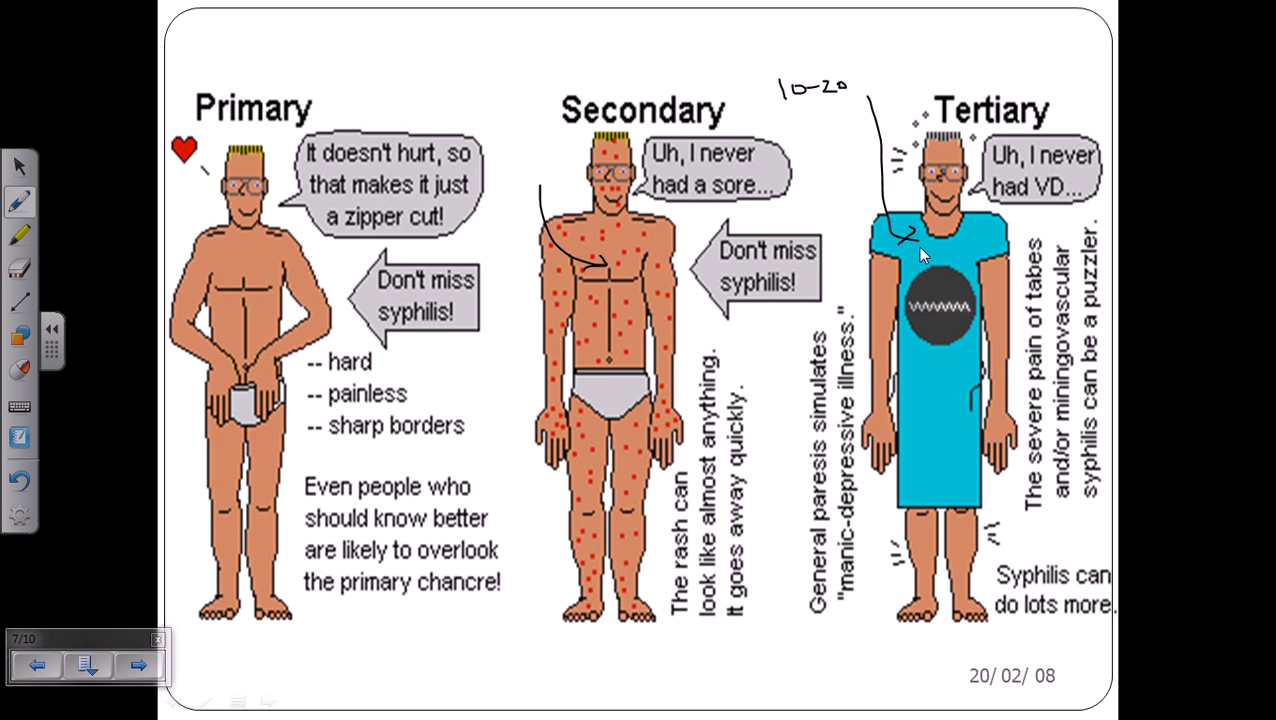 10-20
Primary
Secondary
Tertiary
It doesn't hurt, so
that makes it just
a zipper cut!
Uh, I never
had a sore...
Uh, I never
had VD...
Don't miss
syphilis!
Don't miss
syphilis!
-- hard
-- painless
-- sharp borders
Even people who
should know better
are likely to overlook
the primary chancre!
The rash can
look like almost anything.
It goes away quickly.
General paresis simulates
"manic-depressive illness."
The severe pain of tabes
and/or miningovascular
syphilis can be a puzzler.
Syphilis can
do lots more.
7/10
20/ 02/ 08